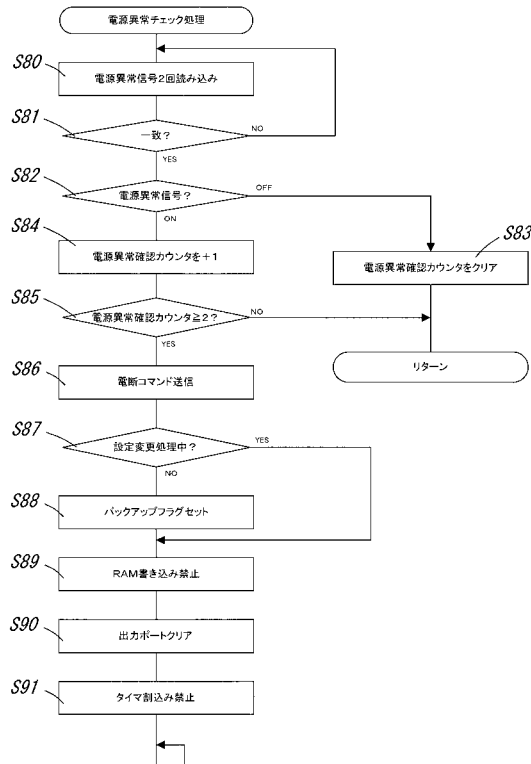 電源異常チェック処理
S80
電源異常信号2回読み込み
S81
一致?
NO
YES
S82
電源異常信号?
OFF
ON
S83
電源異常確認カウンタをクリア
S84
電源異常確認カウンタを+1
S85
電源異常確認カウンタ≧2?
NO
YES
リターン
S86
電断コマンド送信
S87
設定変更処理中?
YES
NO
S88
バックアップフラグセット
S89
RAM書き込み禁止
S90
出力ポートクリア
S91
タイマ割込み禁止